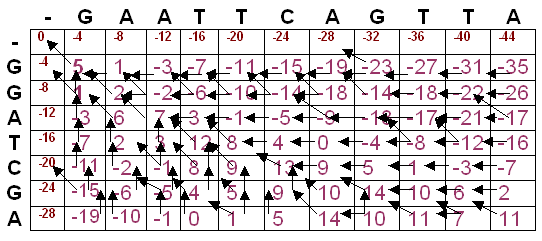 - G A A T T C A G T T A
- 0 -4 -8 -12 -16 -20 -24 -28 -32 -36 -40 -44
G -4 5 1 -3 -7 -11 -15 -19 -23 -27 -31 -35
G -8 1 2 -2 -6 -10 -14 -18 -14 -18 -22 -26
A -12 -3 6 7 3 -1 -5 -9 -13 -17 -21 -17
T -16 -7 2 3 12 8 4 0 -4 -8 -12 -16
C -20 -11 -2 -1 8 9 13 9 5 1 -3 -7
G -24 -15 -6 -5 4 5 9 10 14 10 6 2
A -28 -19 -10 -1 0 1 5 14 10 11 7 11